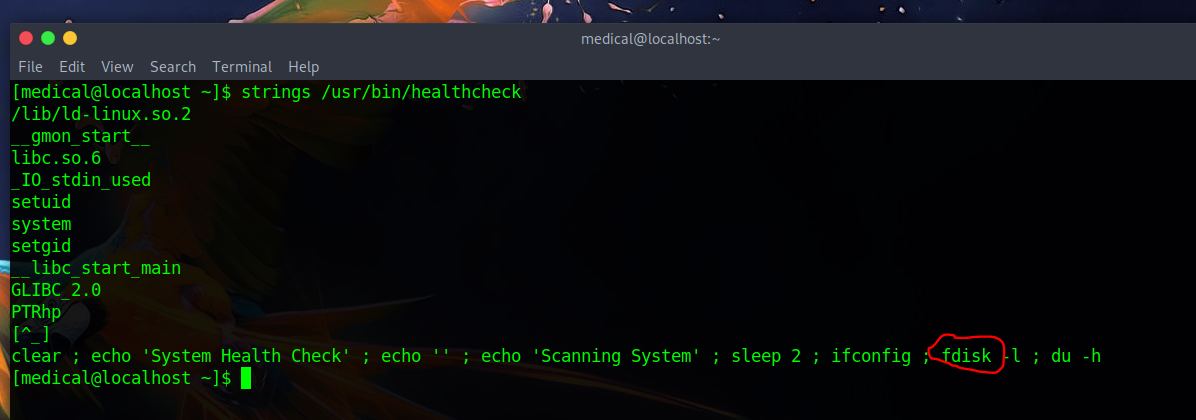 medical@localhost:~
File Edit View Search Terminal Help
[medical@localhost ~]$ strings /usr/bin/healthcheck
/lib/ld-linux.so.2
__gmon_start__
libc.so.6
_IO_stdin_used
setuid
system
setgid
__libc_start_main
GLIBC_2.0
PTRhp
[^_]
clear ; echo 'System Health Check' ; echo '' ; echo 'Scanning System' ; sleep 2 ; ifconfig ; fdisk -l ; du -h
[medical@localhost ~]$